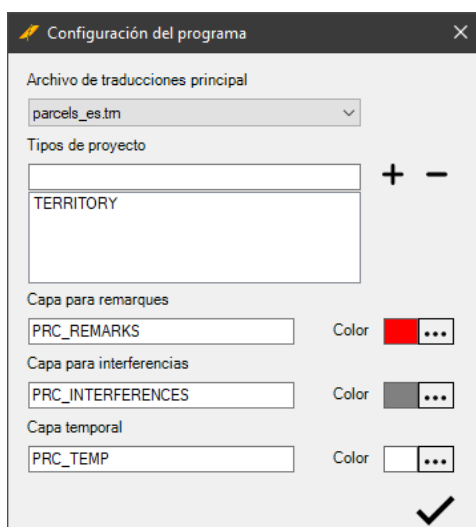 Configuración del programa
Archivo de traducciones principal
parcels_es.trn
Tipos de proyecto
TERRITORY
Capa para remarques
PRC_REMARKS
Color
Capa para interferencias
PRC_INTERFERENCES
Color
Capa temporal
PRC_TEMP
Color